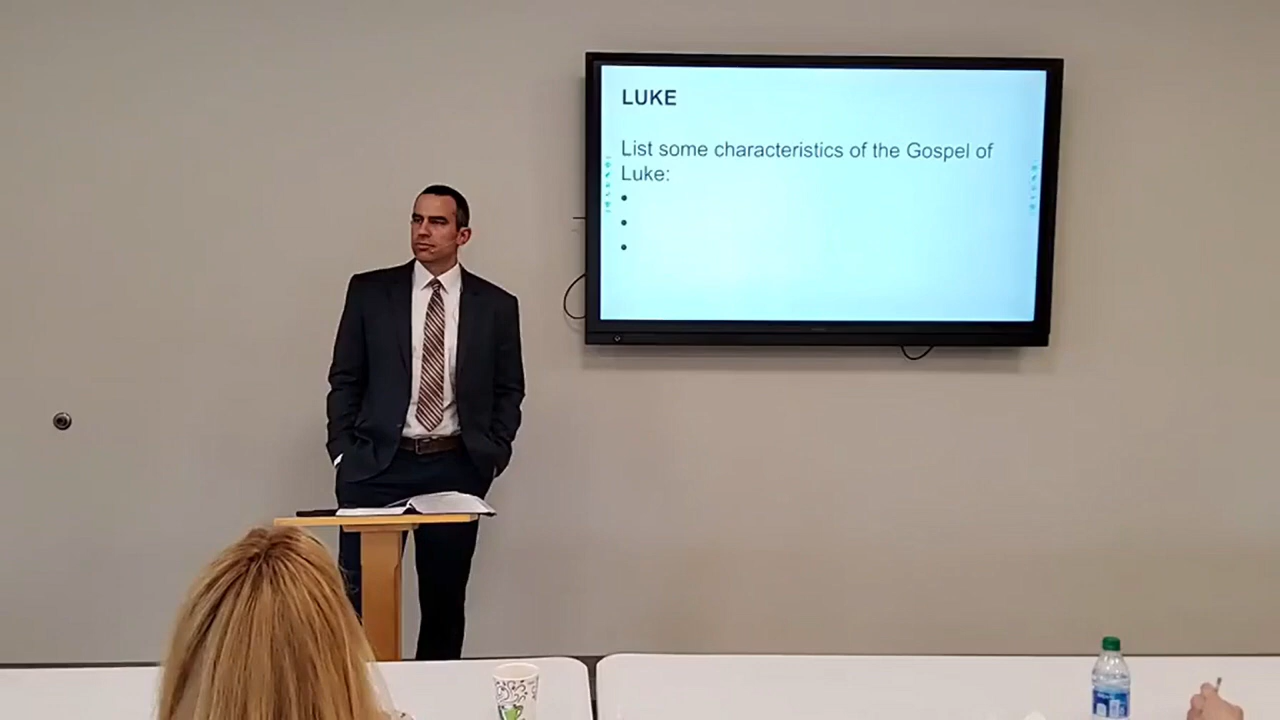 LUKE
List some characteristics of the Gospel of
Luke:
•
•
•